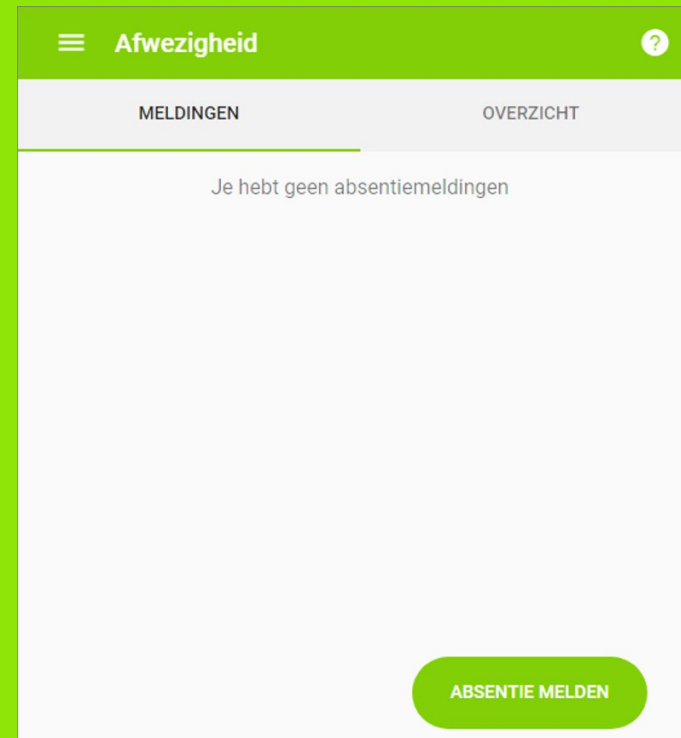 Afwezigheid
MELDINGEN
OVERZICHT
Je hebt geen absentiemeldingen
ABSENTIE MELDEN